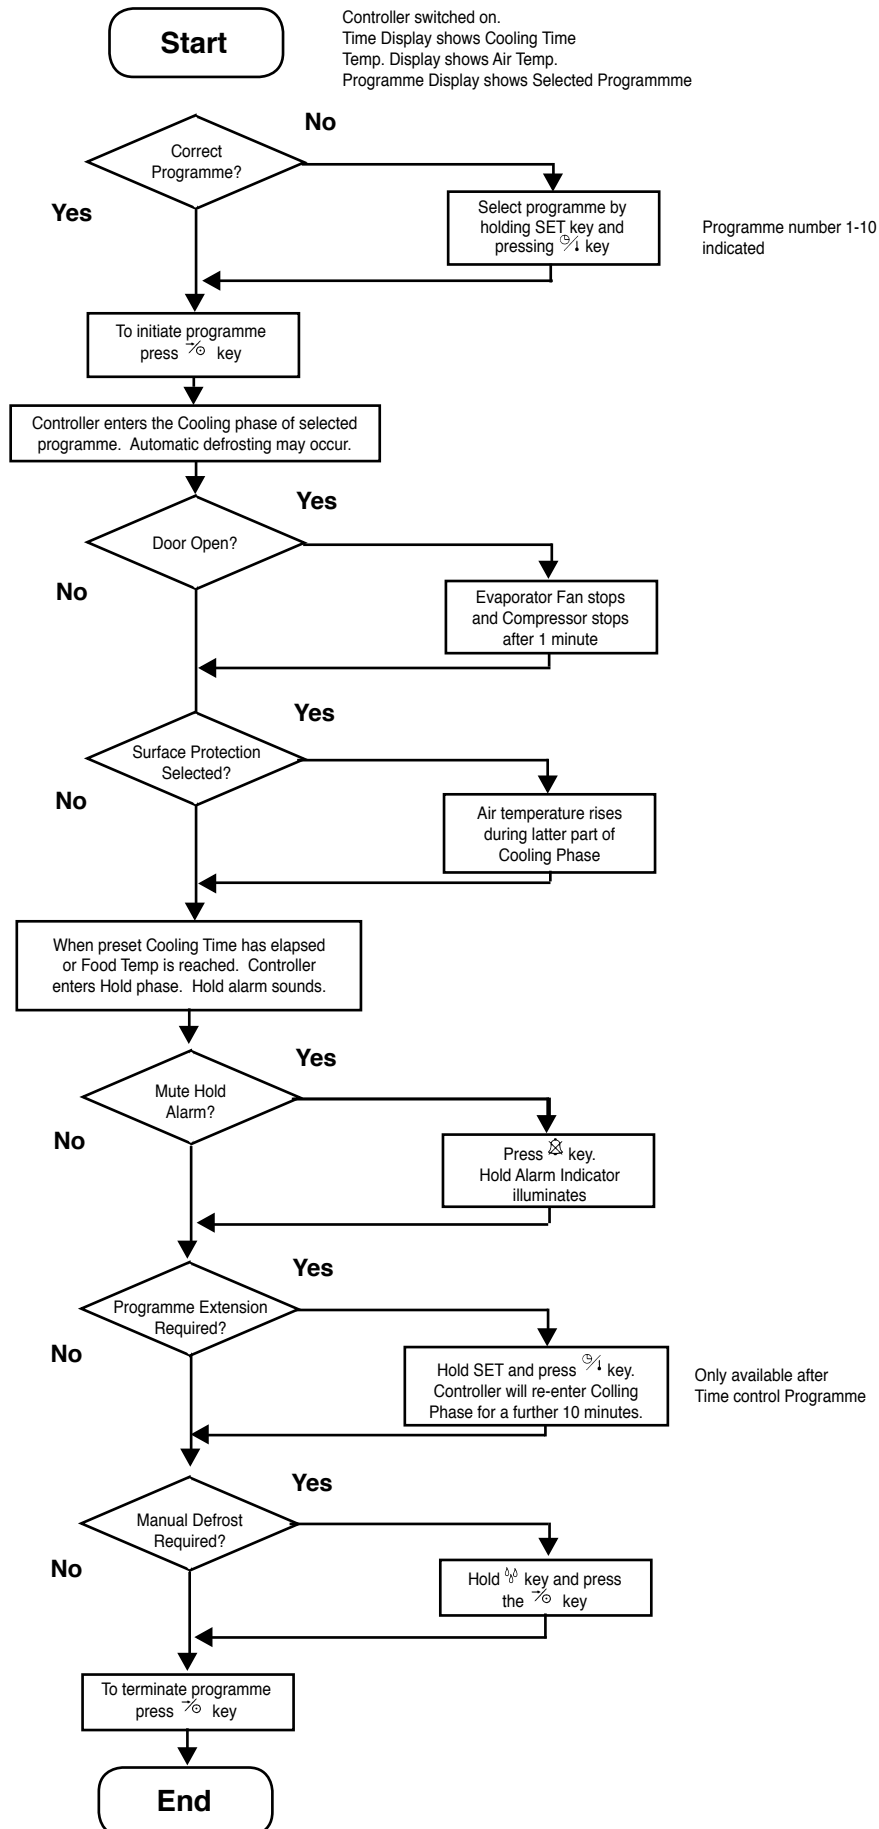 Start
Controller switched on.
Time Display shows Cooling Time
Temp. Display shows Air Temp.
Programme Display shows Selected Programmme
No
Correct
Programme?
Yes
Select programme by
holding SET key and
pressing key
Programme number 1-10
indicated
To initiate programme
press key
Controller enters the Cooling phase of selected
programme. Automatic defrosting may occur.
Yes
Door Open?
No
Evaporator Fan stops
and Compressor stops
after 1 minute
Yes
Surface Protection
Selected?
No
Air temperature rises
during latter part of
Cooling Phase
When preset Cooling Time has elapsed
or Food Temp is reached. Controller
enters Hold phase. Hold alarm sounds.
Yes
Mute Hold
Alarm?
No
Press key.
Hold Alarm Indicator
illuminates
Yes
Programme Extension
Required?
No
Hold SET and press key.
Controller will re-enter Colling
Phase for a further 10 minutes.
Only available after
Time control Programme
Yes
Manual Defrost
Required?
No
Hold key and press
the key
To terminate programme
press key
End